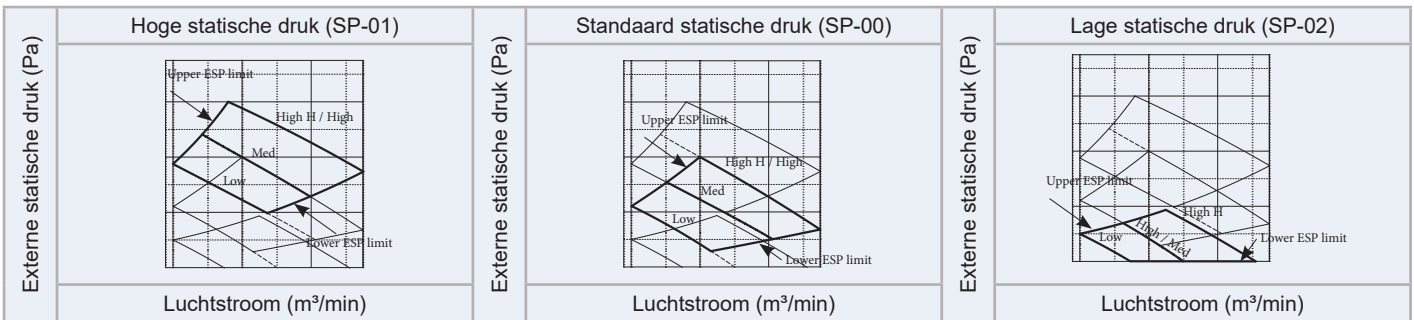 Externe statische druk (Pa)
Hoge statische druk (SP-01)
Upper ESP limit
High H / High
Med
Low
Lower ESP limit
Luchtstroom (m³/min)
Externe statische druk (Pa)
Standaard statische druk (SP-00)
Upper ESP limit
High H / High
Med
Low
Lower ESP limit
Luchtstroom (m³/min)
Externe statische druk (Pa)
Lage statische druk (SP-02)
Upper ESP limit
High H
Low
High / Med
Lower ESP limit
Luchtstroom (m³/min)